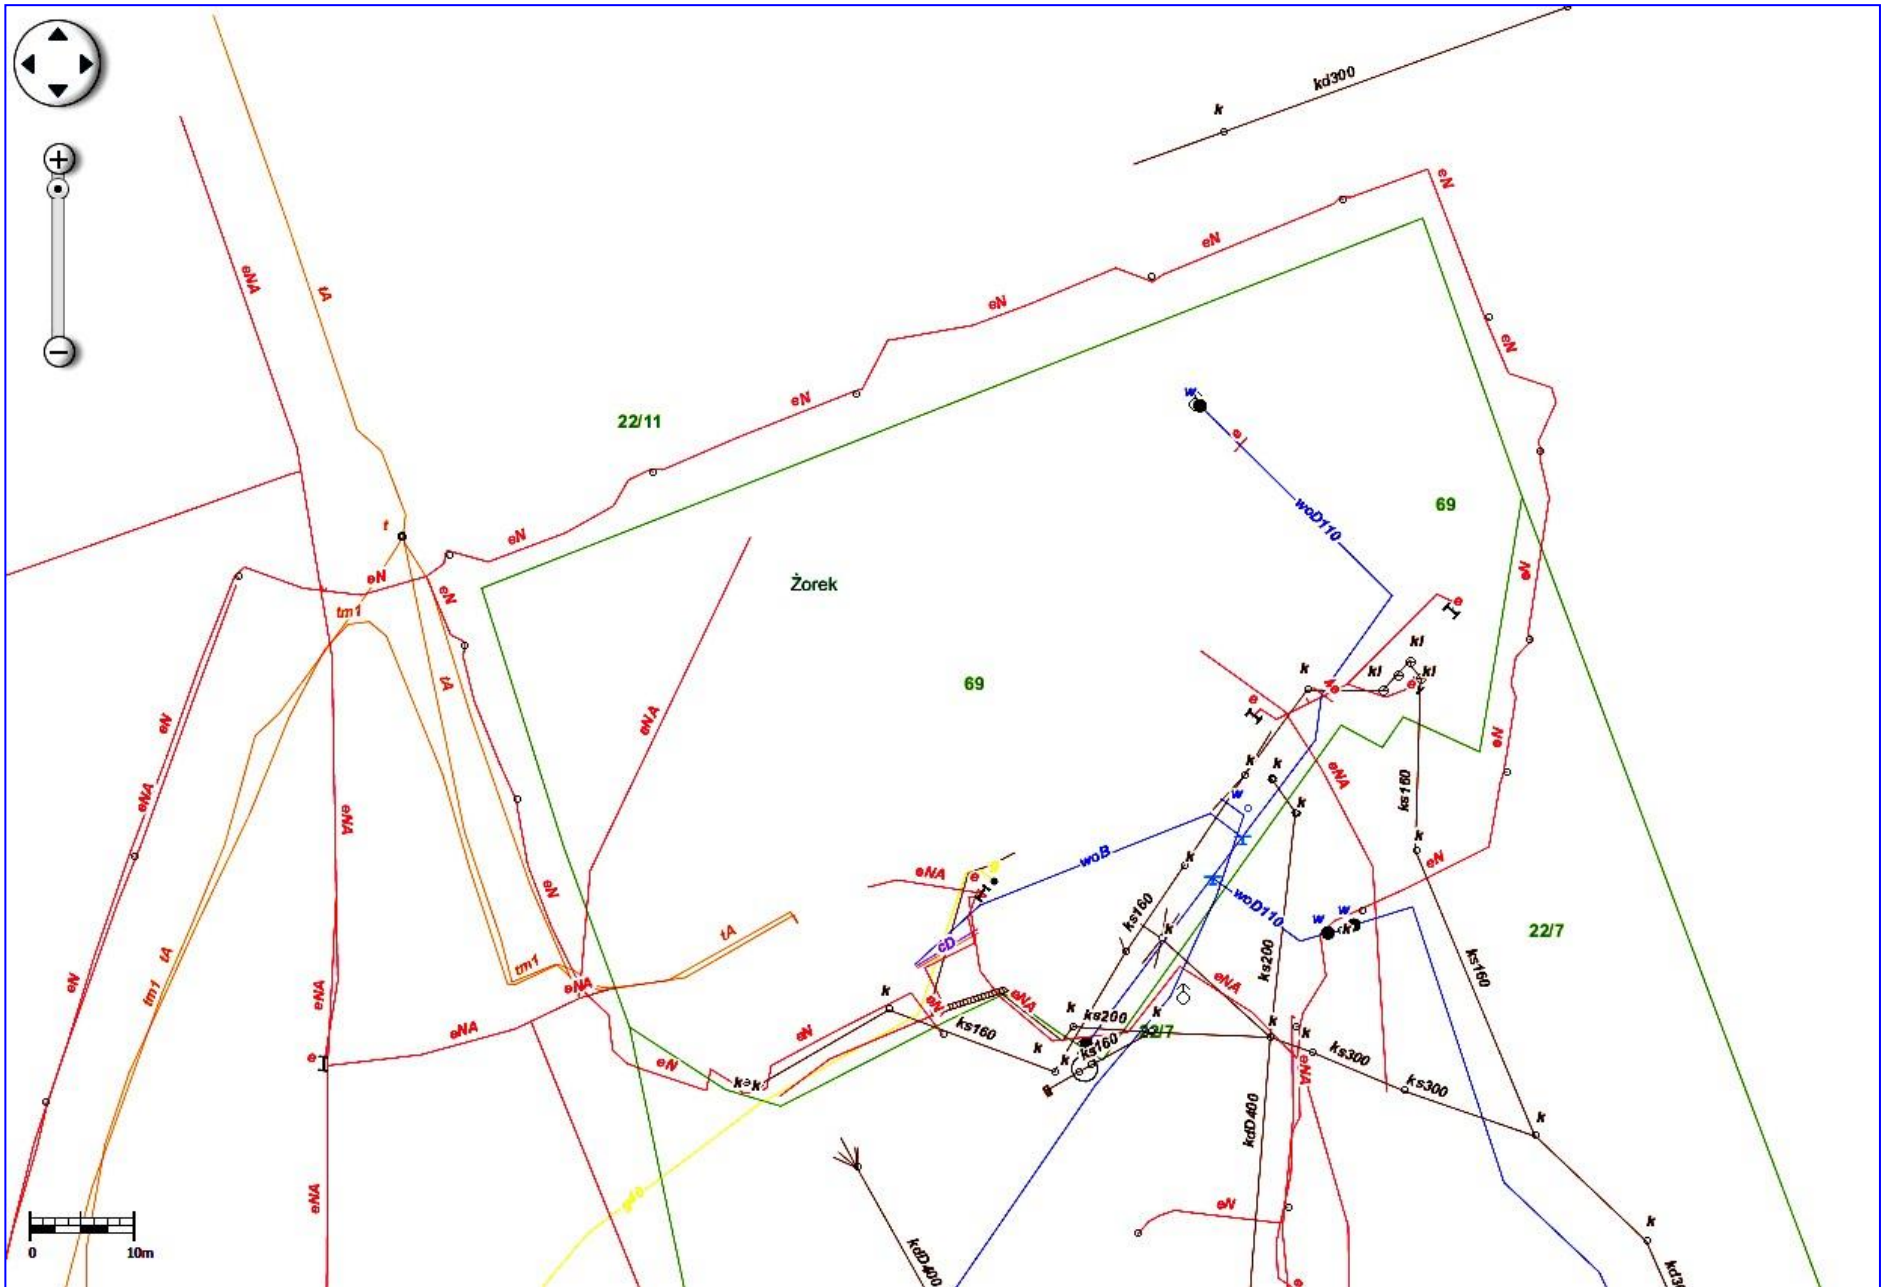 kd300
k
eN
eN
eNA
tA
eN
eN
w
eN
22/11
e
69
woD110
t
eN
eN
eN
Żorek
eN
tm1
e
kl
kl
kl
k
e
e
69
tA
eN
eNA
eN
k
k
eNA
ks160
w
eNA
eNA
k
k
eN
woB
k
eNA
e
g
eN
woD110
w
w
k
22/7
ks160
k
tA
cD
ks200
ks160
tm1
tA
eN
tm1
eNA
eNA
eNA
k
eN
eNA
k
ks200
k
k
k
eNA
eN
ks160
22/7
k
ks160
ks300
e
eN
k
k
k
eNA
ks300
k
kdD400
eNA
eN
k
kdD400
e
0 10m